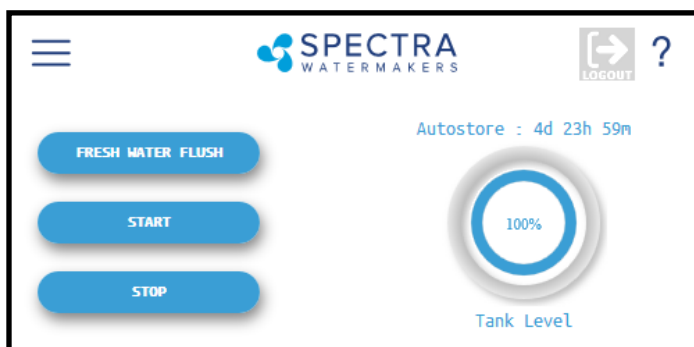 SPECTRA
WATERMAKERS
LOGOUT
?
Autostore : 4d 23h 59m
FRESH WATER FLUSH
START
100%
STOP
Tank Level